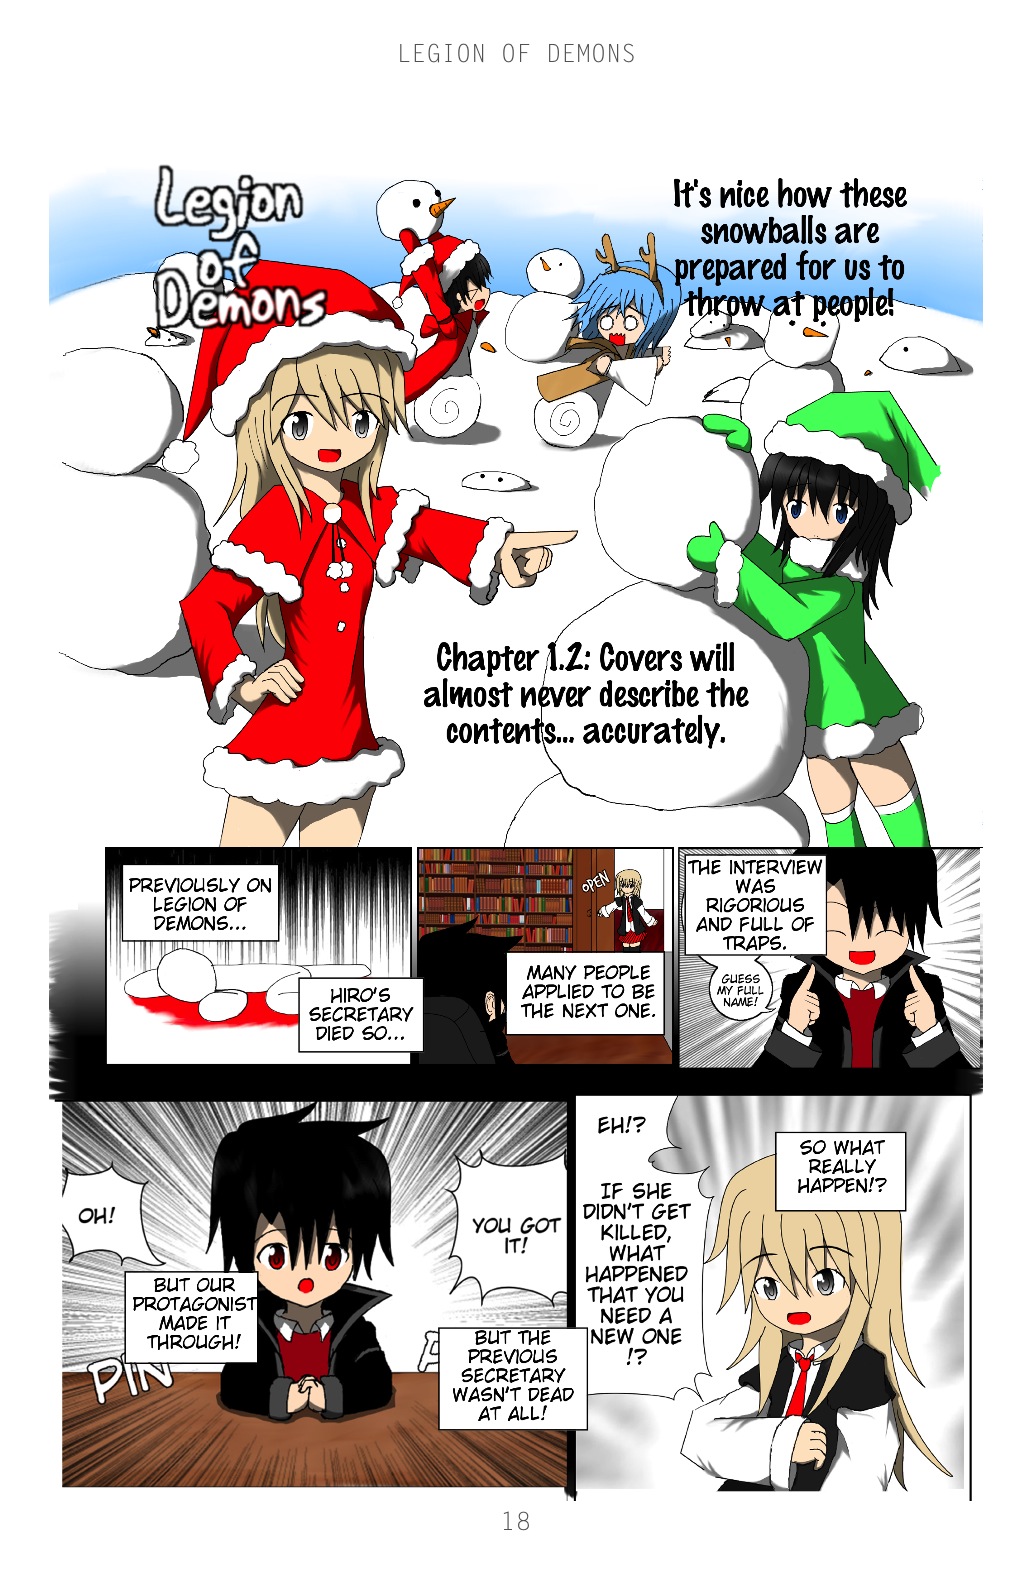 LEGION OF DEMONS
Legion
of
Demons
It's nice how these
snowballs are
prepared for us to
throw at people!
Chapter 1.2: Covers will
almost never describe the
contents... accurately.
PREVIOUSLY ON
LEGION OF
DEMONS...
HIRO'S
SECRETARY
DIED SO...
OPEN
MANY PEOPLE
APPLIED TO BE
THE NEXT ONE.
THE INTERVIEW
WAS
RIGORIOUS
AND FULL OF
TRAPS.
GUESS
MY FULL
NAME!
OH!
YOU GOT
IT!
BUT OUR
PROTAGONIST
MADE IT
THROUGH!
PIN
BUT THE
PREVIOUS
SECRETARY
WASN'T DEAD
AT ALL!
EH!?
IF SHE
DIDN'T GET
KILLED,
WHAT
HAPPENED
THAT YOU
NEED A
NEW ONE
!?
SO WHAT
REALLY
HAPPEN!?
18